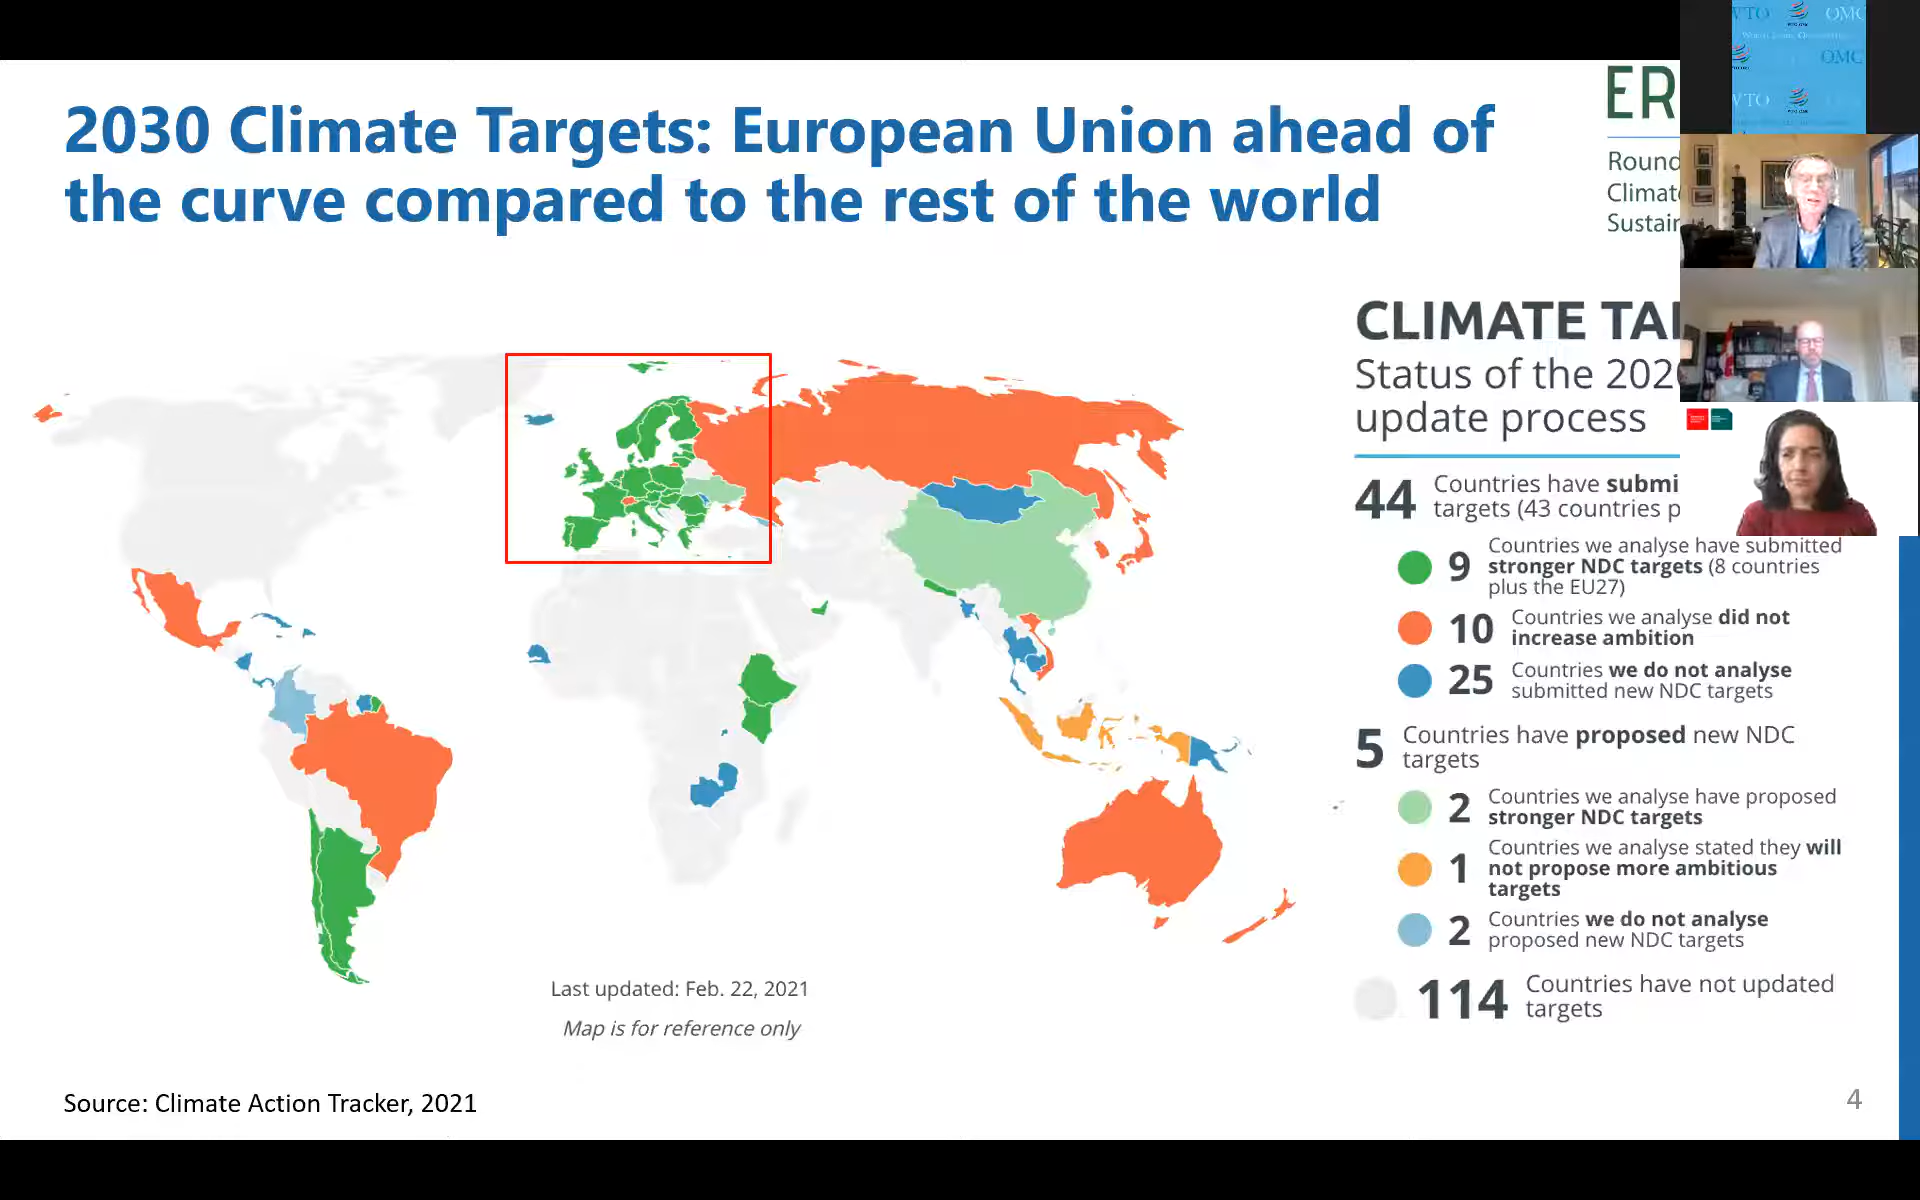 2030 Climate Targets: European Union ahead of
the curve compared to the rest of the world
ER
Round
Climat
Sustain
VTO OMC
OMC
VTO
CLIMATE TA
Status of the 202
update process
44 Countries have submi
targets (43 countries p
9 Countries we analyse have submitted
stronger NDC targets (8 countries
plus the EU27)
10 Countries we analyse did not
increase ambition
25 Countries we do not analyse
submitted new NDC targets
5 Countries have proposed new NDC
targets
2 Countries we analyse have proposed
stronger NDC targets
1 Countries we analyse stated they will
not propose more ambitious
targets
2 Countries we do not analyse
proposed new NDC targets
114 Countries have not updated
targets
Last updated: Feb. 22, 2021
Map is for reference only
Source: Climate Action Tracker, 2021
4